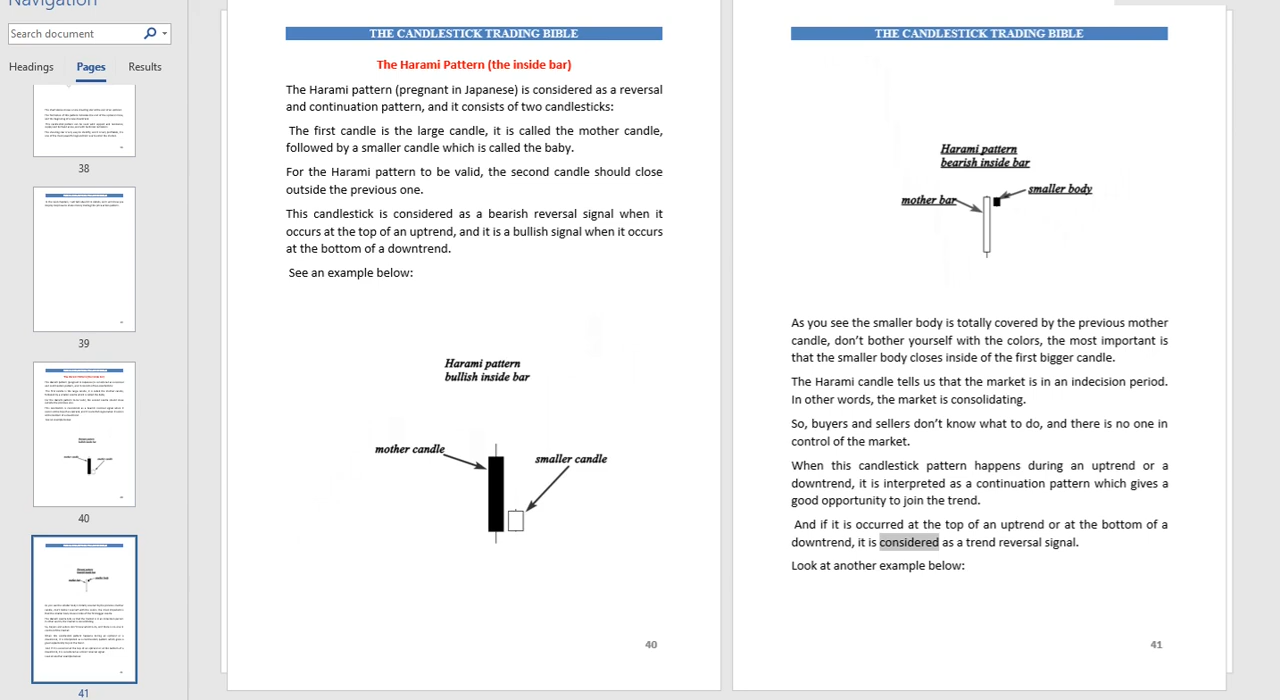 Navigation
Search document
Headings
Pages
Results
38
39
40
41
THE CANDLESTICK TRADING BIBLE
The Harami Pattern (the inside bar)
The Harami pattern (pregnant in Japanese) is considered as a reversal
and continuation pattern, and it consists of two candlesticks:
The first candle is the large candle, it is called the mother candle,
followed by a smaller candle which is called the baby.
For the Harami pattern to be valid, the second candle should close
outside the previous one.
This candlestick is considered as a bearish reversal signal when it
occurs at the top of an uptrend, and it is a bullish signal when it occurs
at the bottom of a downtrend.
See an example below:
Harami pattern
bullish inside bar
mother candle
smaller candle
40
THE CANDLESTICK TRADING BIBLE
Harami pattern
bearish inside bar
smaller body
mother bar
As you see the smaller body is totally covered by the previous mother
candle, don’t bother yourself with the colors, the most important is
that the smaller body closes inside of the first bigger candle.
The Harami candle tells us that the market is in an indecision period.
In other words, the market is consolidating.
So, buyers and sellers don’t know what to do, and there is no one in
control of the market.
When this candlestick pattern happens during an uptrend or a
downtrend, it is interpreted as a continuation pattern which gives a
good opportunity to join the trend.
And if it is occurred at the top of an uptrend or at the bottom of a
downtrend, it is considered as a trend reversal signal.
Look at another example below:
41